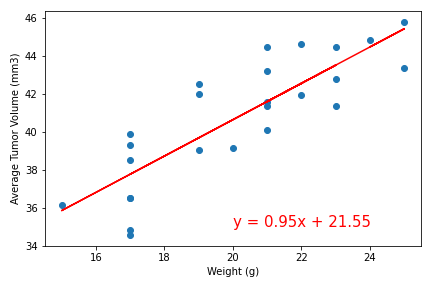 46
44
42
40
38
36
34
Average Tumor Volume (mm3)
y = 0.95x + 21.55
16 18 20 22 24
Weight (g)